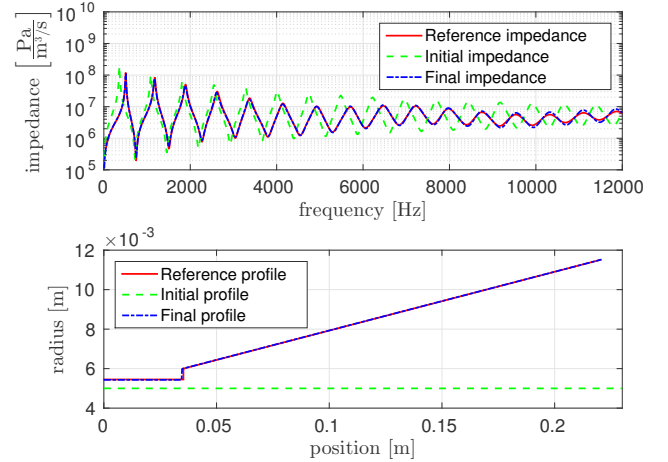 10^10
10^9
10^8
10^7
10^6
10^5
impedance [Pa / m³/s]
Reference impedance
Initial impedance
Final impedance
0 2000 4000 6000 8000 10000 12000
frequency [Hz]
×10^-3
12
10
8
6
4
radius [m]
Reference profile
Initial profile
Final profile
0 0.05 0.1 0.15 0.2
position [m]